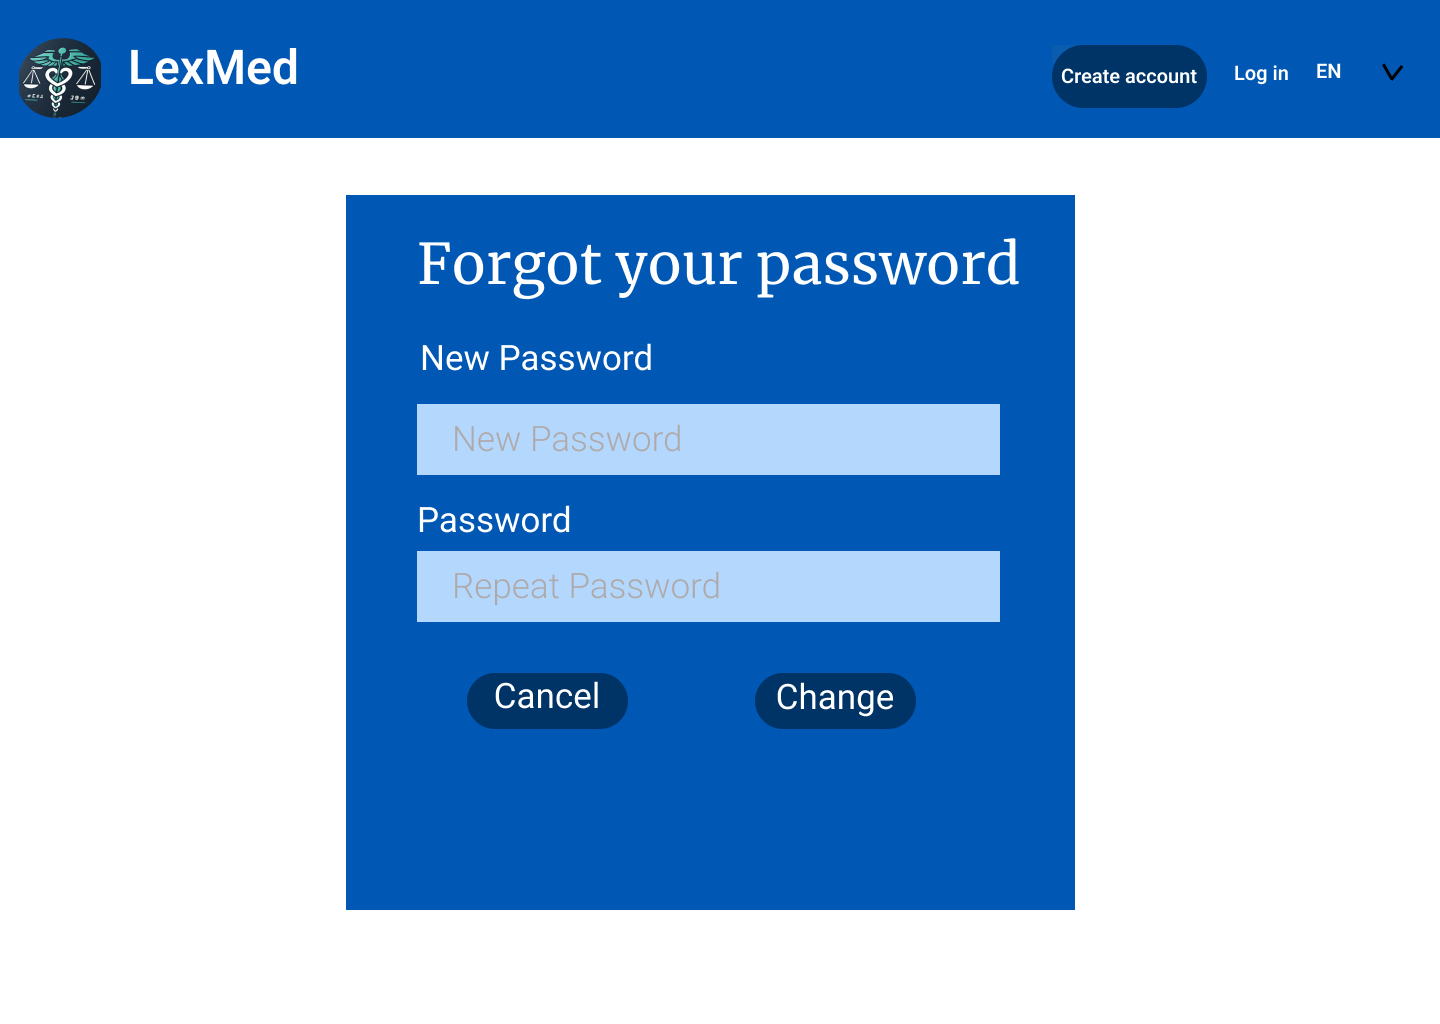 LexMed
Create account
Log in
EN
Forgot your password
New Password
New Password
Password
Repeat Password
Cancel
Change